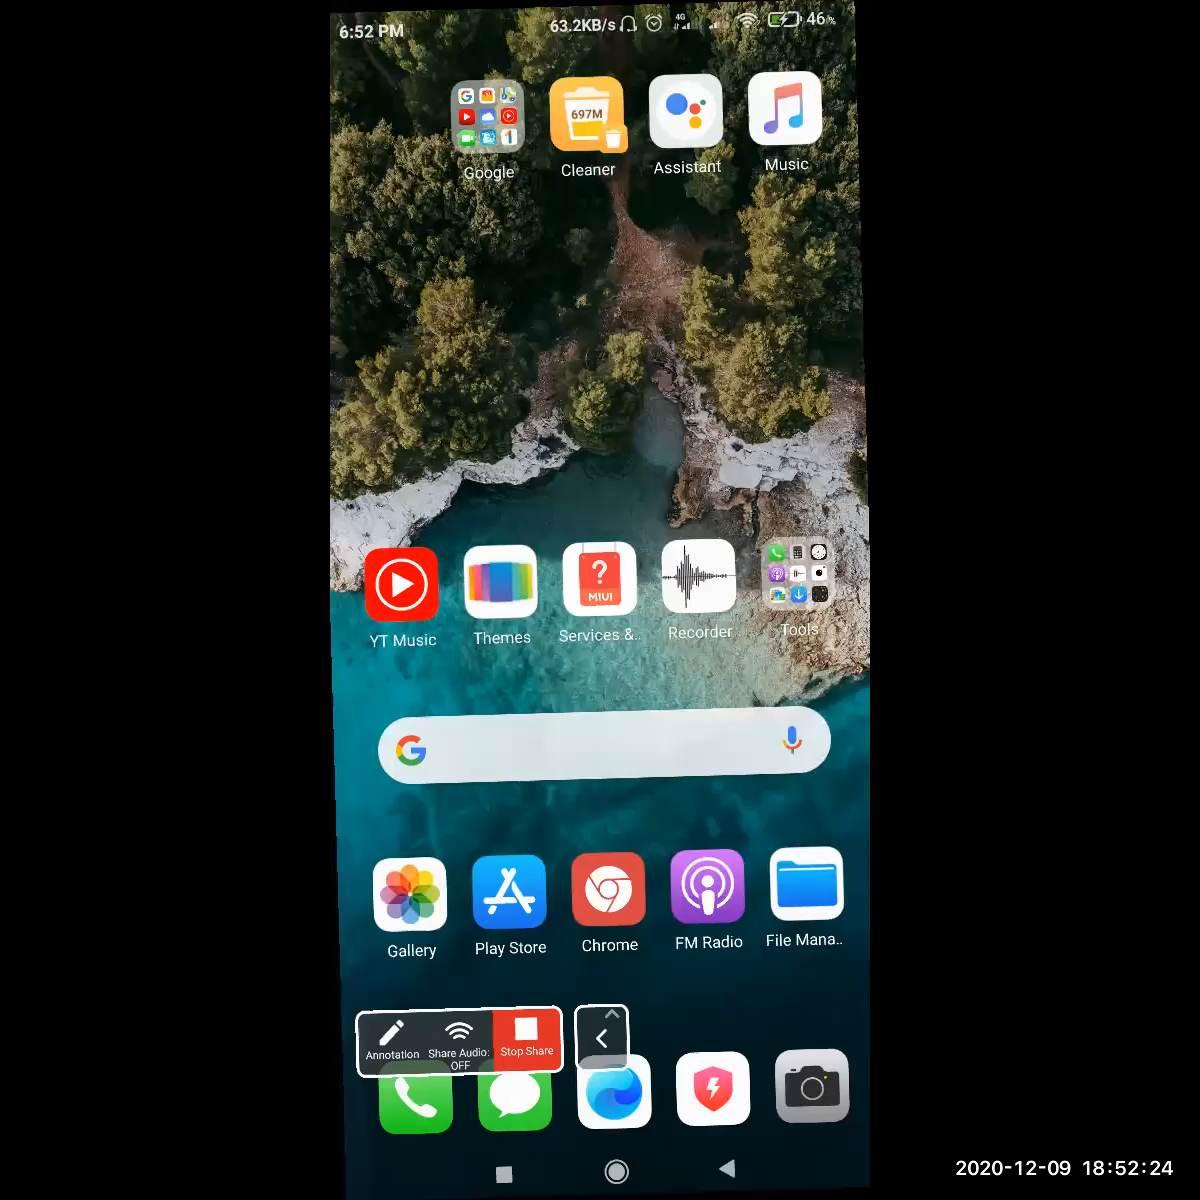 6:52 PM 63.2KB/s 4G 46%
697M
Google Cleaner Assistant Music
? MIUI
YT Music Themes Services &.. Recorder Tools
Gallery Play Store Chrome FM Radio File Mana..
Annotation Share Audio: OFF Stop Share
2020-12-09 18:52:24